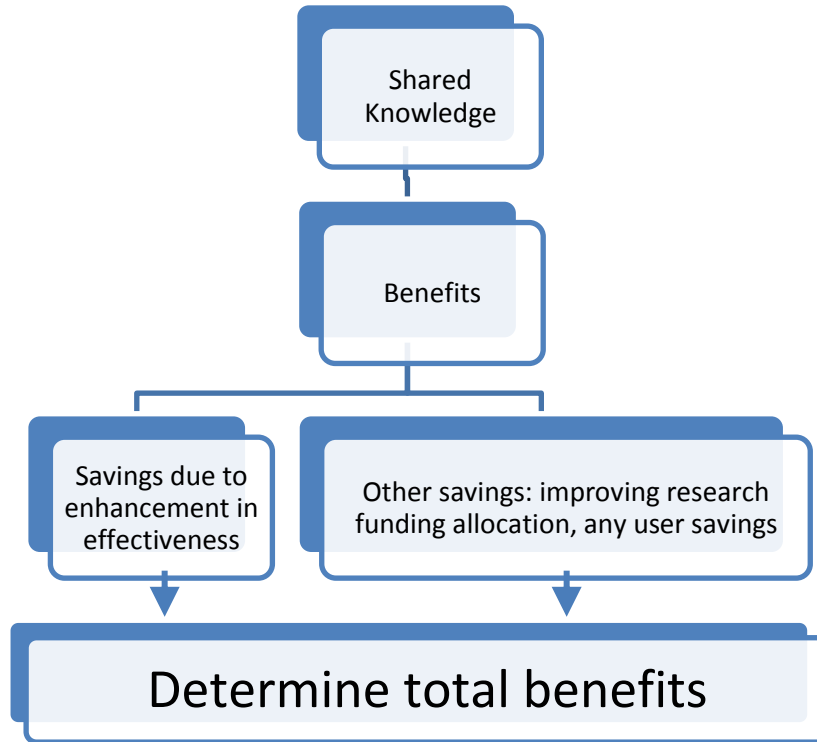 Shared
Knowledge
Benefits
Savings due to
enhancement in
effectiveness
Other savings: improving research
funding allocation, any user savings
Determine total benefits